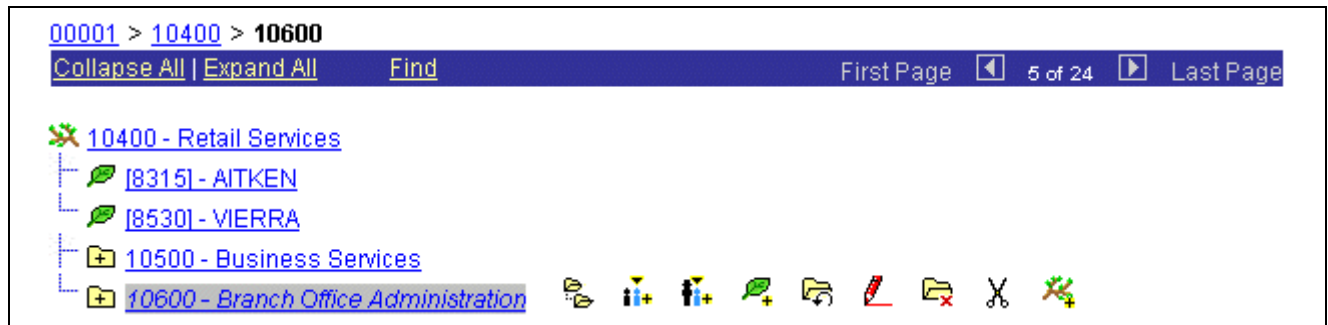 00001 > 10400 > 10600
Collapse All | Expand All Find First Page 5 of 24 Last Page
10400 - Retail Services
[8315] - AITKEN
[8530] - VIERRA
10500 - Business Services
10600 - Branch Office Administration